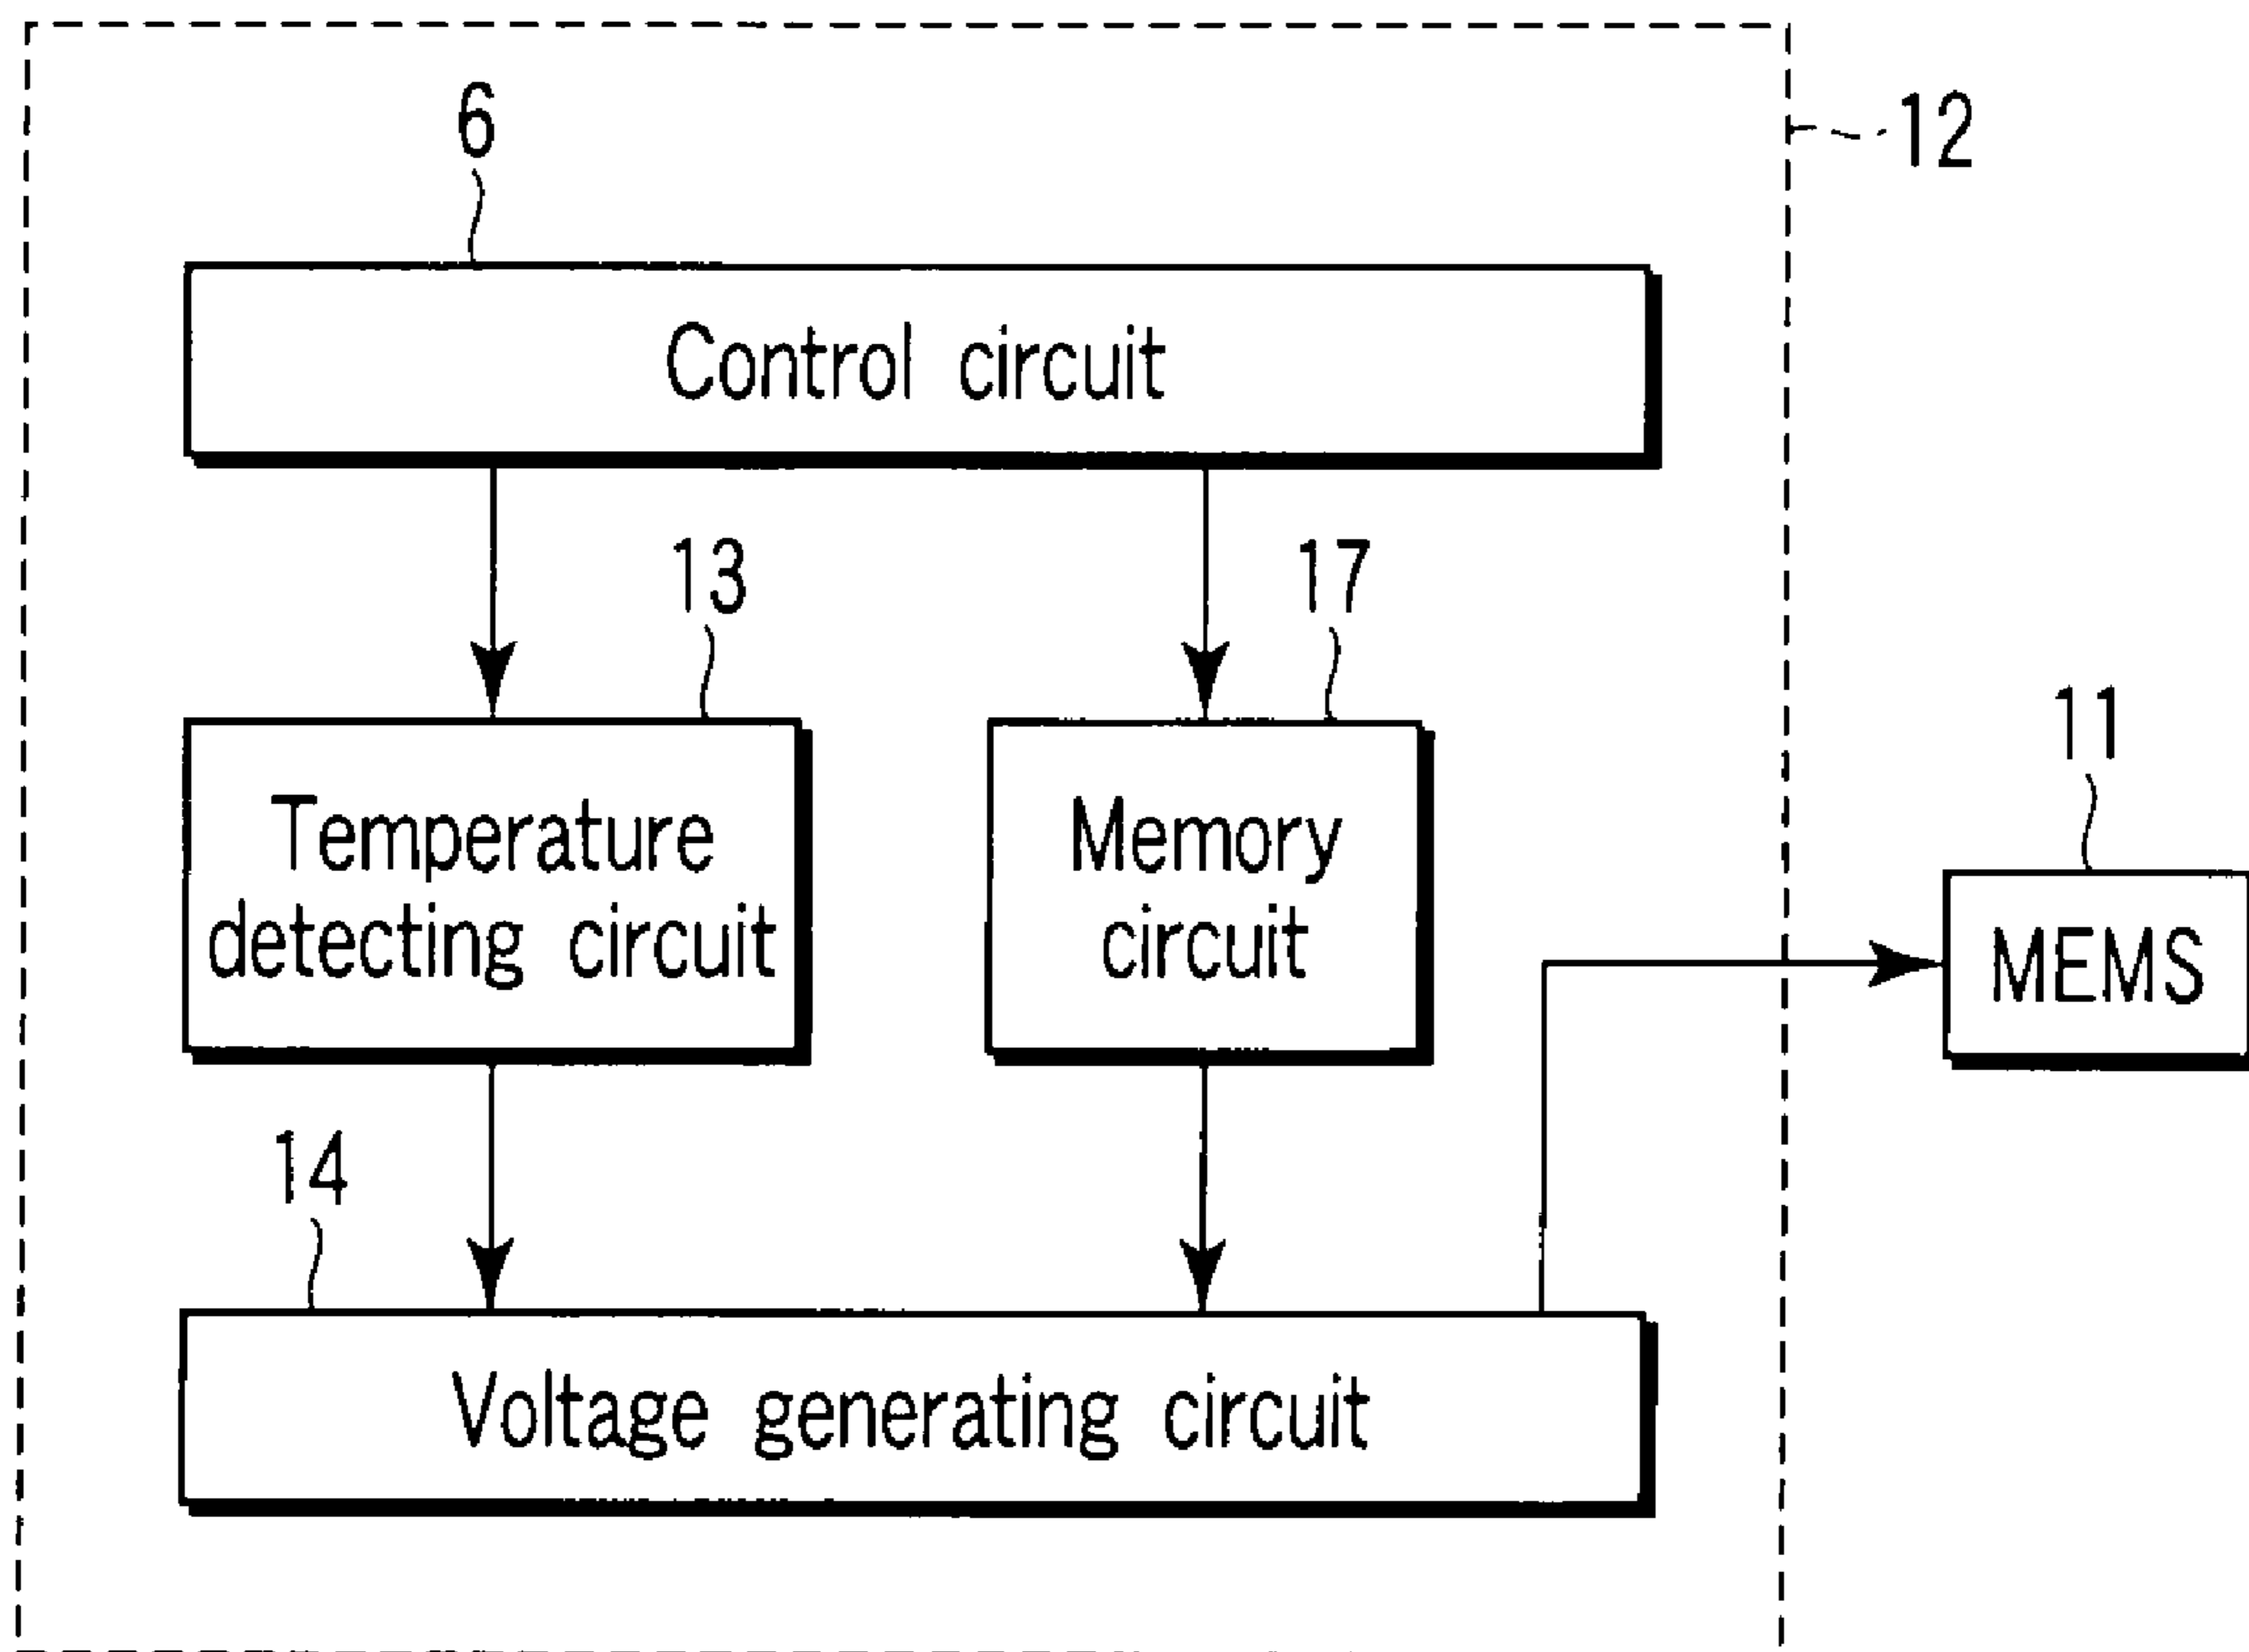 6
12
Control circuit
13
17
11
Temperature
detecting circuit
Memory
circuit
MEMS
14
Voltage generating circuit